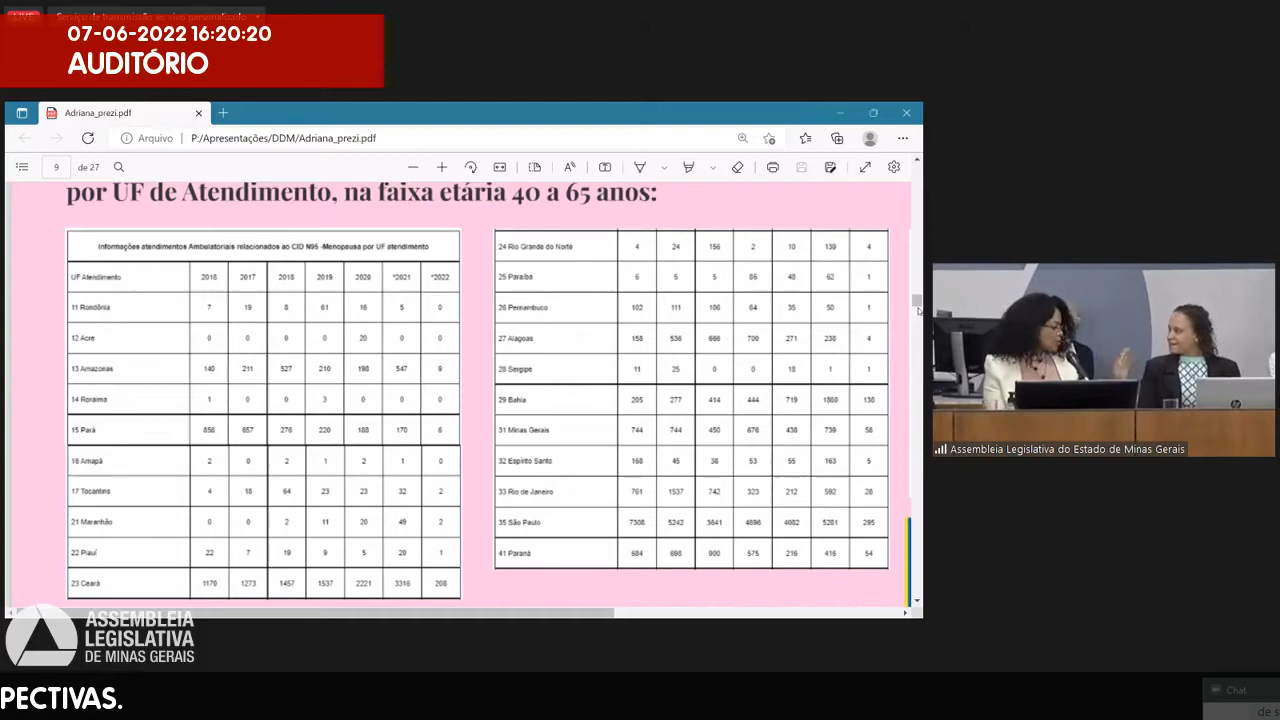 LIVE Serviço de transmissão ao vivo personalizado
07-06-2022 16:20:20
AUDITÓRIO
Adriana_prezi.pdf
Arquivo P:/Apresentações/DDM/Adriana_prezi.pdf
9 de 27
por UF de Atendimento, na faixa etária 40 a 65 anos:
Informações atendimentos Ambulatoriais relacionados ao CID N95 -Menopausa por UF atendimento
UF Atendimento 2016 2017 2018 2019 2020 *2021 *2022
11 Rondônia 7 19 8 61 16 5 0
12 Acre 0 0 0 0 20 0 0
13 Amazonas 140 211 527 210 198 547 9
14 Roraima 1 0 0 3 0 0 0
15 Pará 856 657 276 220 188 170 6
16 Amapá 2 0 2 1 2 1 0
17 Tocantins 4 18 64 23 23 32 2
21 Maranhão 0 0 2 11 20 49 2
22 Piauí 22 7 19 9 5 20 1
23 Ceará 1170 1273 1457 1537 2221 3316 208
24 Rio Grande do Norte 4 24 156 2 10 139 4
25 Paraíba 6 5 5 86 48 62 1
26 Pernambuco 102 111 106 64 35 50 1
27 Alagoas 158 536 666 700 271 238 4
28 Sergipe 11 25 0 0 18 1 1
29 Bahia 205 277 414 444 719 1860 138
31 Minas Gerais 744 744 450 676 438 739 56
32 Espírito Santo 168 45 38 53 55 163 5
33 Rio de Janeiro 761 1537 742 323 212 592 28
35 São Paulo 7308 5242 3641 4696 4082 5281 295
41 Paraná 684 698 900 575 216 416 54
hp
Assembleia Legislativa do Estado de Minas Gerais
ASSEMBLEIA
LEGISLATIVA
DE MINAS GERAIS
PECTIVAS.
Chat
de s